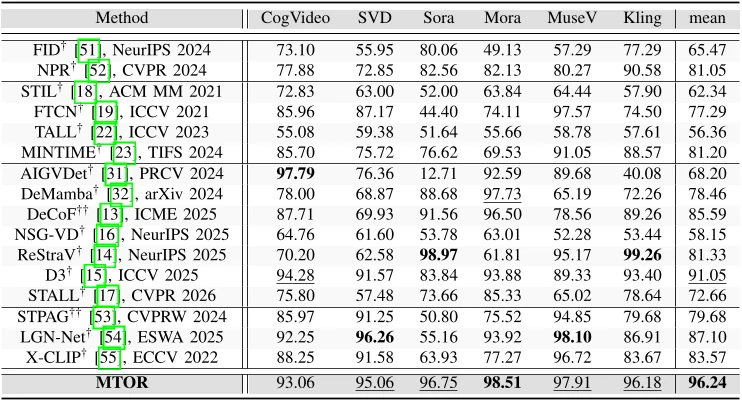 Method CogVideo SVD Sora Mora MuseV Kling mean
FID† [51], NeurIPS 2024 73.10 55.95 80.06 49.13 57.29 77.29 65.47
NPR† [52], CVPR 2024 77.88 72.85 82.56 82.13 80.27 90.58 81.05
STIL† [18], ACM MM 2021 72.83 63.00 52.00 63.84 64.44 57.90 62.34
FTCN† [19], ICCV 2021 85.96 87.17 44.40 74.11 97.57 74.50 77.29
TALL† [22], ICCV 2023 55.08 59.38 51.64 55.66 58.78 57.61 56.36
MINTIME† [23], TIFS 2024 85.70 75.72 76.62 69.53 91.05 88.57 81.20
AIGVDet† [31], PRCV 2024 97.79 76.36 12.71 92.59 89.68 40.08 68.20
DeMamba† [32], arXiv 2024 78.00 68.87 88.68 97.73 65.19 72.26 78.46
DeCoF†† [13], ICME 2025 87.71 69.93 91.56 96.50 78.56 89.26 85.59
NSG-VD† [16], NeurIPS 2025 64.76 61.60 53.78 63.01 52.28 53.44 58.15
ReStraV† [14], NeurIPS 2025 70.20 62.58 98.97 61.81 95.17 99.26 81.33
D3† [15], ICCV 2025 94.28 91.57 83.84 93.88 89.33 93.40 91.05
STALL† [17], CVPR 2026 75.80 57.48 73.66 85.33 65.02 78.64 72.66
STPAG†† [53], CVPRW 2024 85.97 91.24 50.80 75.52 94.85 79.68 79.68
LGN-Net† [54], ESWA 2025 92.25 96.26 55.16 93.92 98.10 86.91 87.10
X-CLIP† [55], ECCV 2022 88.25 91.58 63.93 77.27 96.72 83.67 83.57
MTOR 93.06 95.06 96.75 98.51 97.91 96.18 96.24